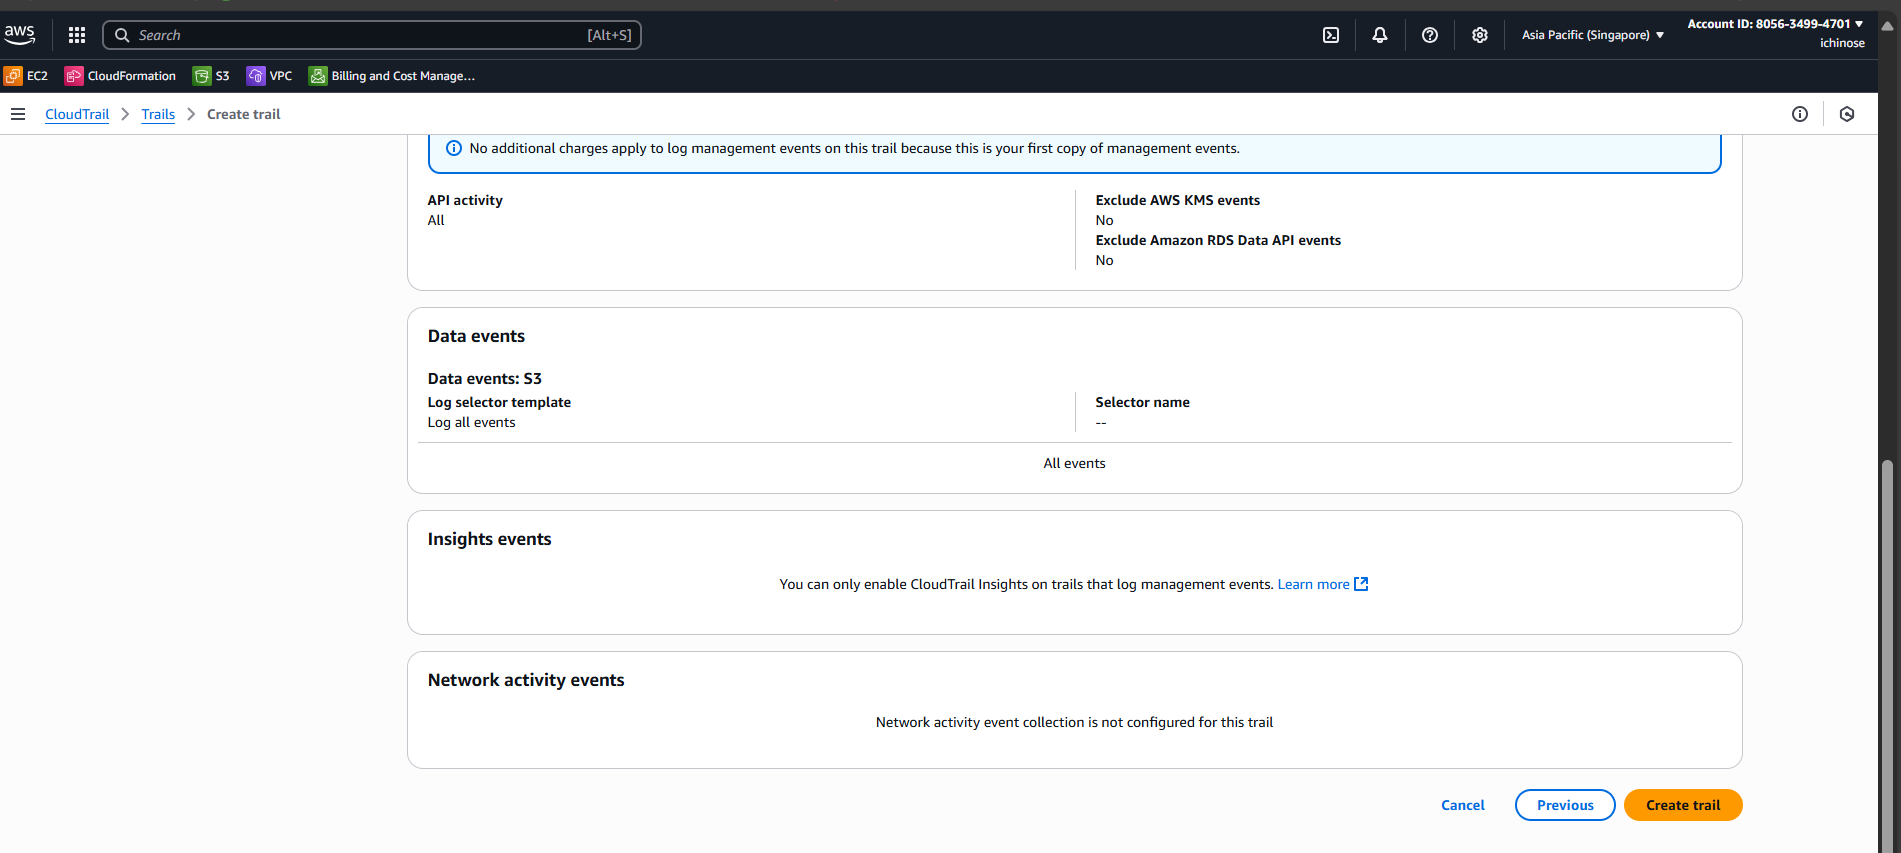 aws
Search [Alt+S]
Asia Pacific (Singapore)
Account ID: 8056-3499-4701
ichinose
EC2 CloudFormation S3 VPC Billing and Cost Manage...
CloudTrail Trails Create trail
No additional charges apply to log management events on this trail because this is your first copy of management events.
API activity
All
Exclude AWS KMS events
No
Exclude Amazon RDS Data API events
No
Data events
Data events: S3
Log selector template
Log all events
Selector name
--
All events
Insights events
You can only enable CloudTrail Insights on trails that log management events. Learn more
Network activity events
Network activity event collection is not configured for this trail
Cancel Previous Create trail